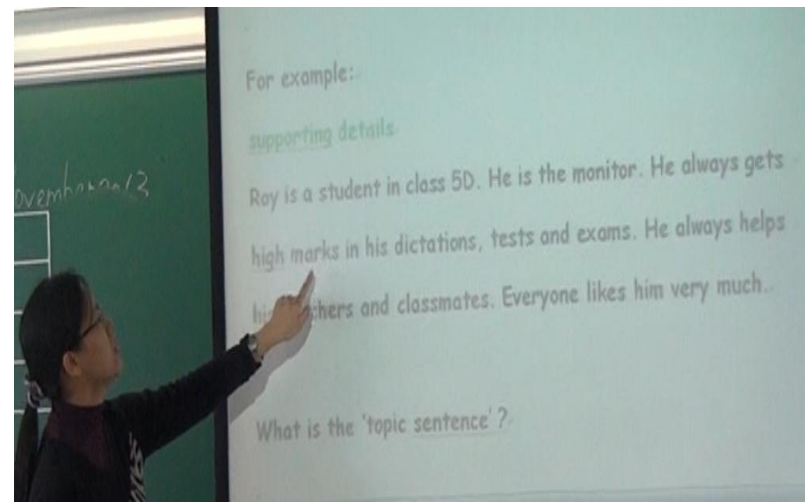 For example:
supporting details
Roy is a student in class 5D. He is the monitor. He always gets
high marks in his dictations, tests and exams. He always helps
and classmates. Everyone likes him very much.
What is the 'topic sentence'?